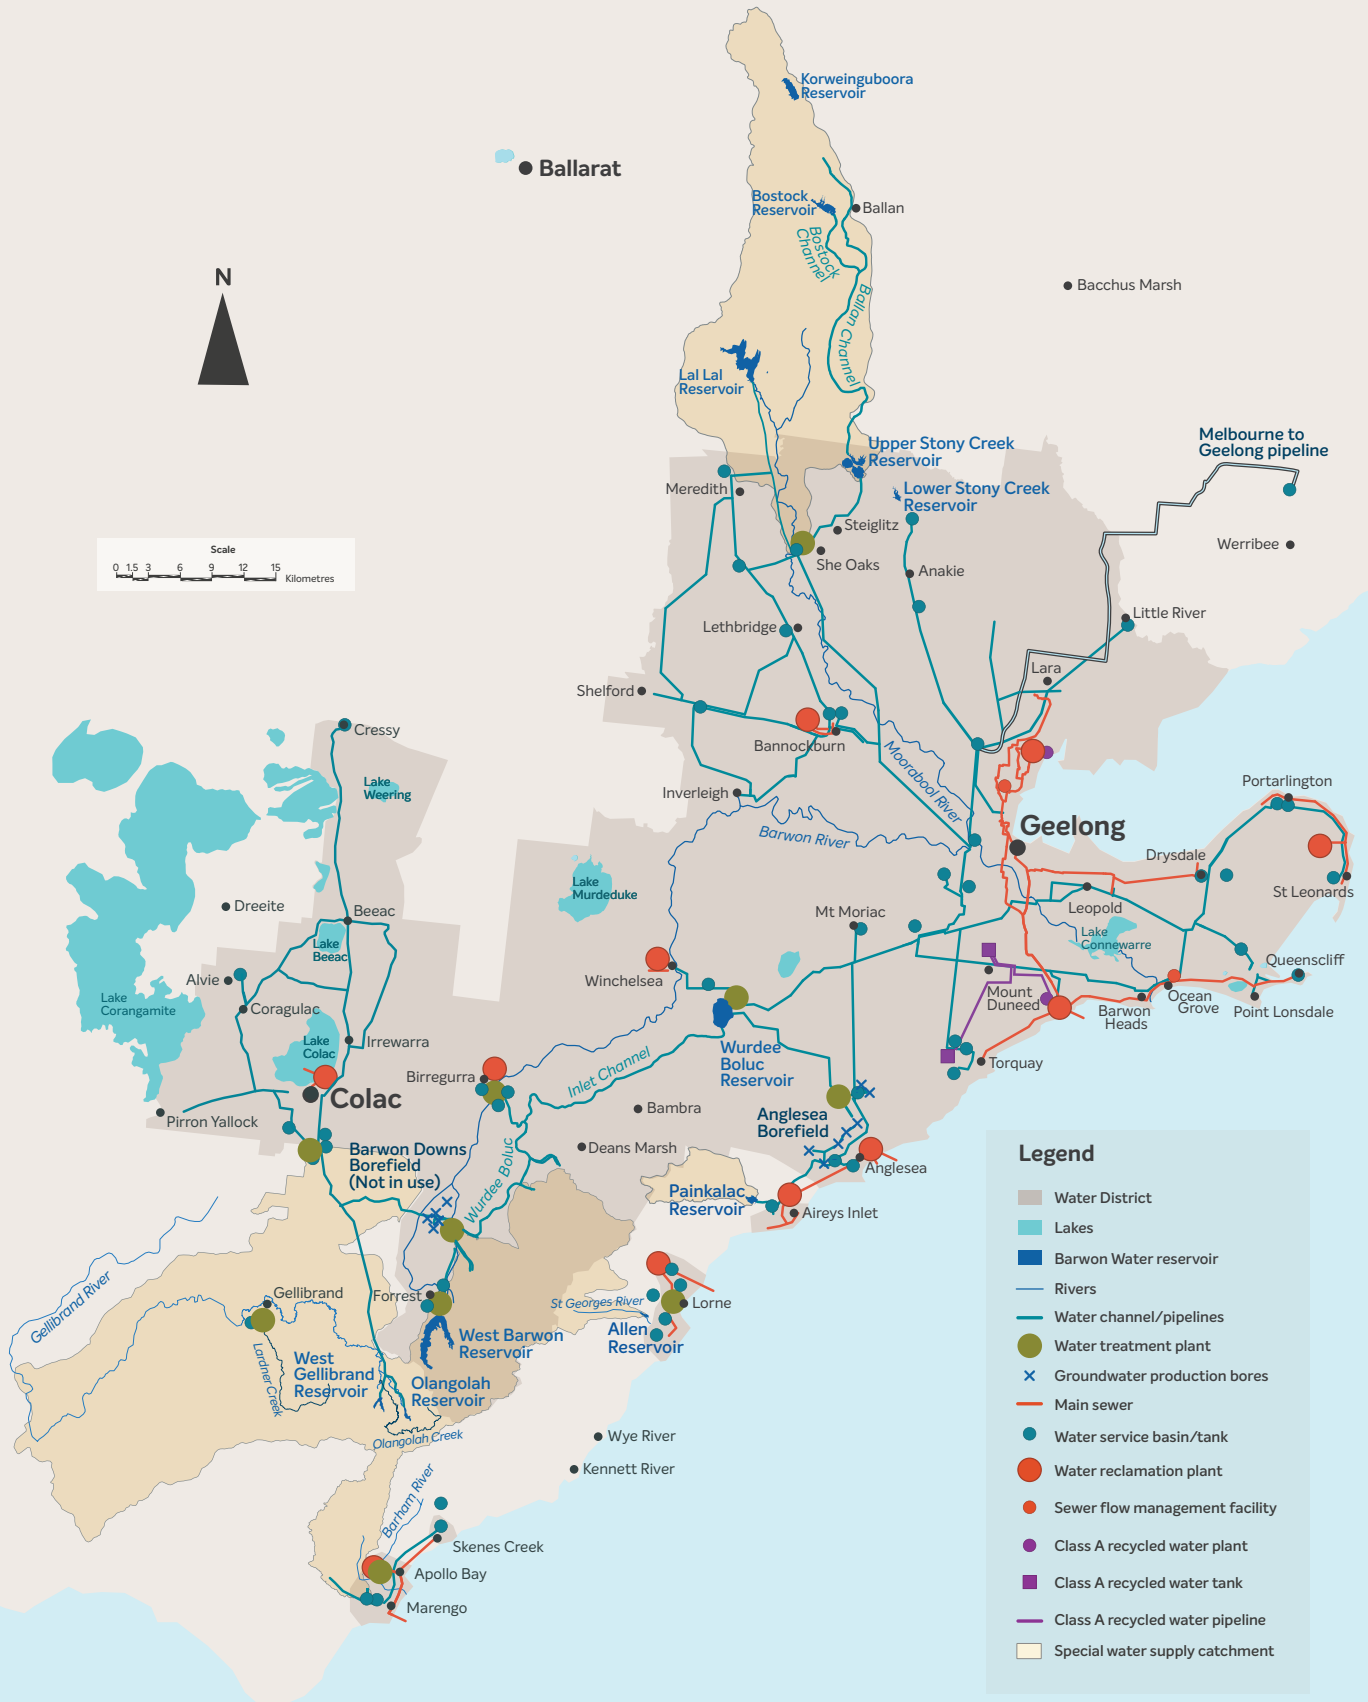 Korweinguboora
Reservoir
Ballarat
Bostock
Reservoir
Ballan
Bostock
Channel
N
Bacchus Marsh
Ballan Channel
Lal Lal
Reservoir
Melbourne to
Geelong pipeline
Upper Stony Creek
Reservoir
Meredith
Lower Stony Creek
Reservoir
Steiglitz
Werribee
Scale
0 1.5 3 6 9 12 15
Kilometres
She Oaks
Anakie
Little River
Lethbridge
Lara
Shelford
Cressy
Bannockburn
Moorabool River
Portarlington
Lake
Weering
Inverleigh
Geelong
Barwon River
Drysdale
St Leonards
Lake
Murdeduke
Leopold
Dreeite
Beeac
Mt Moriac
Lake
Connewarre
Lake
Beeac
Queenscliff
Alvie
Winchelsea
Lake
Corangamite
Coragulac
Mount
Duneed
Barwon
Heads
Ocean
Grove
Point Lonsdale
Lake
Colac
Irrewarra
Wurdee
Boluc
Reservoir
Torquay
Birregurra
Inlet Channel
Colac
Bambra
Anglesea
Borefield
Pirron Yallock
Barwon Downs
Borefield
(Not in use)
Wurdee Boluc
Deans Marsh
Anglesea
Painkalac
Reservoir
Aireys Inlet
Gellibrand River
Gellibrand
Forrest
St Georges River
Lorne
Allen
Reservoir
West Barwon
Reservoir
Lardner Creek
West
Gellibrand
Reservoir
Olangolah
Reservoir
Olangolah Creek
Wye River
Kennett River
Barham River
Skenes Creek
Apollo Bay
Marengo
Legend
Water District
Lakes
Barwon Water reservoir
Rivers
Water channel/pipelines
Water treatment plant
Groundwater production bores
Main sewer
Water service basin/tank
Water reclamation plant
Sewer flow management facility
Class A recycled water plant
Class A recycled water tank
Class A recycled water pipeline
Special water supply catchment